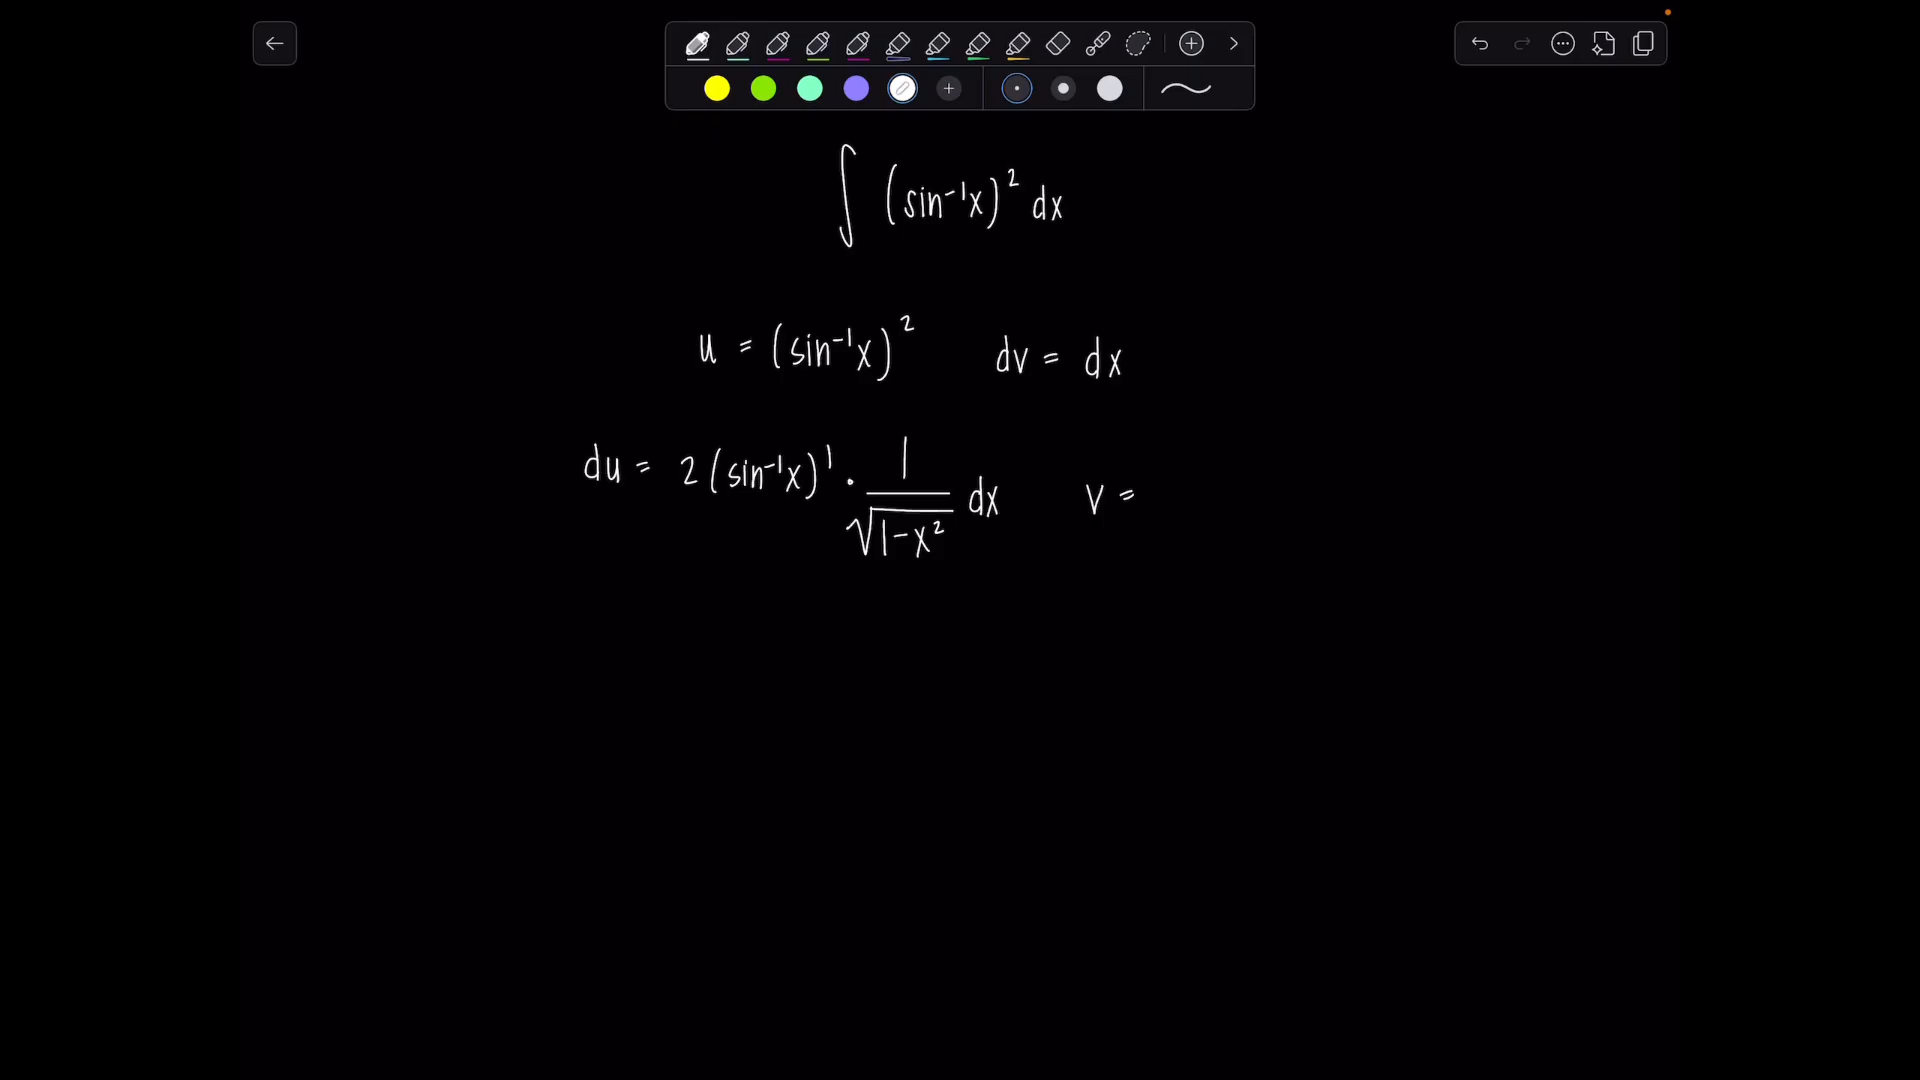 ∫ (sin⁻¹x)² dx
u = (sin⁻¹x)² dv = dx
du = 2(sin⁻¹x)¹ · 1/√(1-x²) dx v =